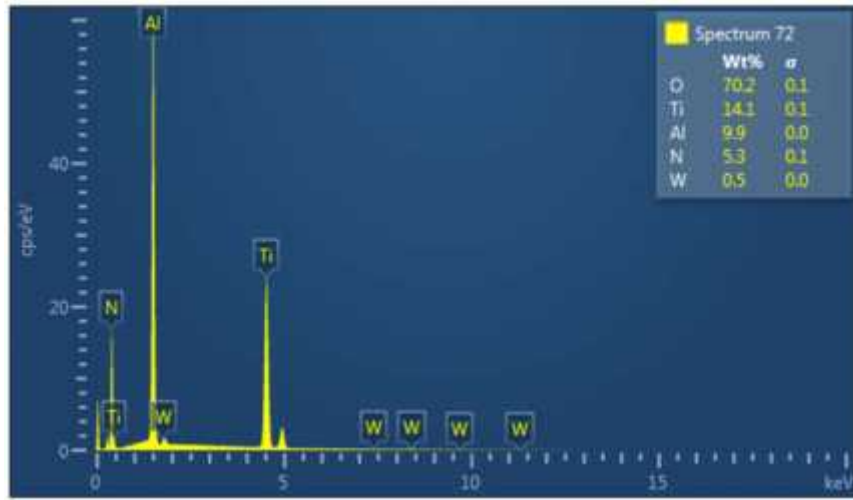 Al
Spectrum 72
Wt% σ
O 70.2 0.1
Ti 14.1 0.1
Al 9.9 0.0
N 5.3 0.1
W 0.5 0.0
40
cps/eV
Ti
N
20
Ti W W W W W
0
0 5 10 15 keV